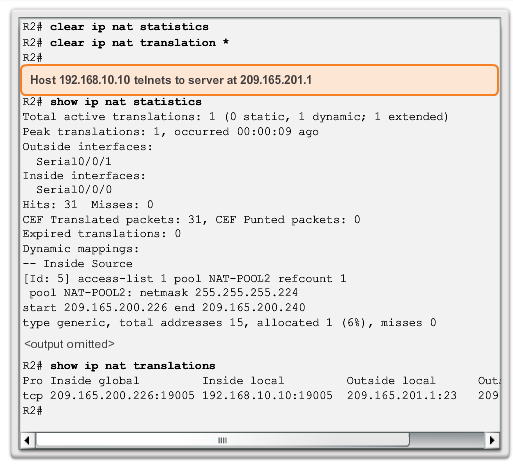 R2# clear ip nat statistics
R2# clear ip nat translation *
R2#
Host 192.168.10.10 telnets to server at 209.165.201.1
R2# show ip nat statistics
Total active translations: 1 (0 static, 1 dynamic; 1 extended)
Peak translations: 1, occurred 00:00:09 ago
Outside interfaces:
Serial0/0/1
Inside interfaces:
Serial0/0/0
Hits: 31 Misses: 0
CEF Translated packets: 31, CEF Punted packets: 0
Expired translations: 0
Dynamic mappings:
-- Inside Source
[Id: 5] access-list 1 pool NAT-POOL2 refcount 1
pool NAT-POOL2: netmask 255.255.255.224
start 209.165.200.226 end 209.165.200.240
type generic, total addresses 15, allocated 1 (6%), misses 0
<output omitted>
R2# show ip nat translations
Pro Inside global Inside local Outside local Out
tcp 209.165.200.226:19005 192.168.10.10:19005 209.165.201.1:23 209
R2#